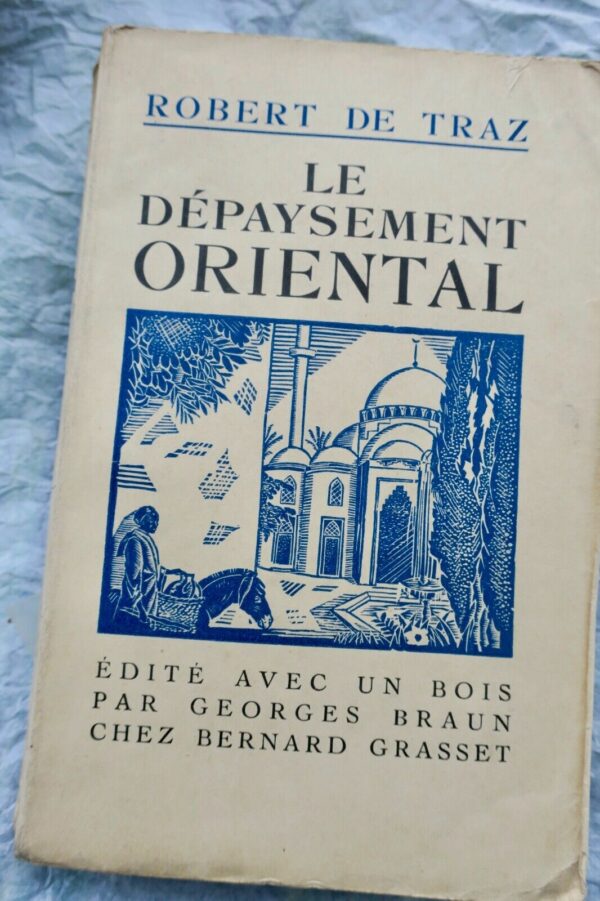 ROBERT DE TRAZ
LE
DÉPAYSEMENT
ORIENTAL
ÉDITÉ AVEC UN BOIS
PAR GEORGES BRAUN
CHEZ BERNARD GRASSET